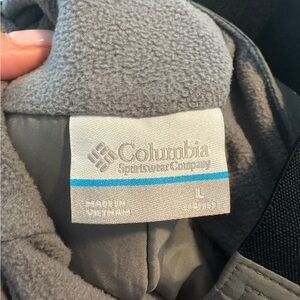 Columbia
Sportswear Company
L
MADE IN
VIETNAM